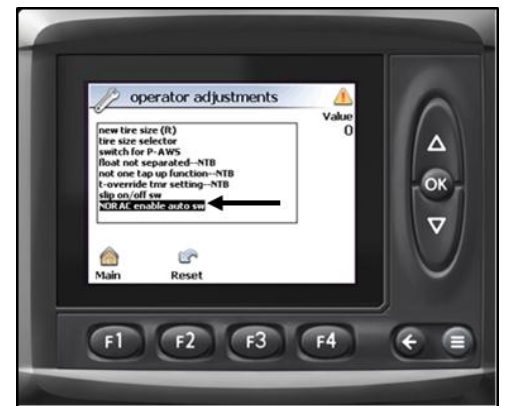 operator adjustments
Value
0
new tire size (ft)
tire size selector
switch for P-AWS
float not separated--NTB
not one tap up function--NTB
t-override tmr setting--NTB
slip on/off sw
NORAC enable auto sw
Main
Reset
OK
F1
F2
F3
F4